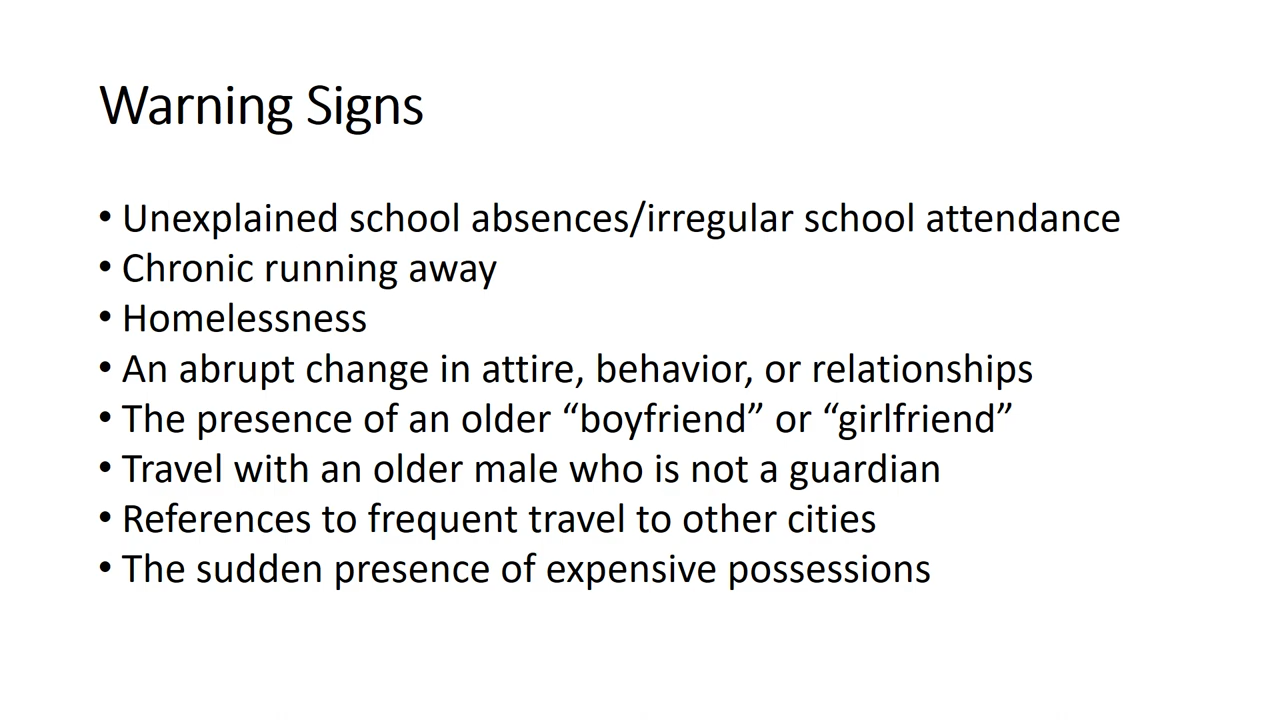 Warning Signs
• Unexplained school absences/irregular school attendance
• Chronic running away
• Homelessness
• An abrupt change in attire, behavior, or relationships
• The presence of an older “boyfriend” or “girlfriend”
• Travel with an older male who is not a guardian
• References to frequent travel to other cities
• The sudden presence of expensive possessions